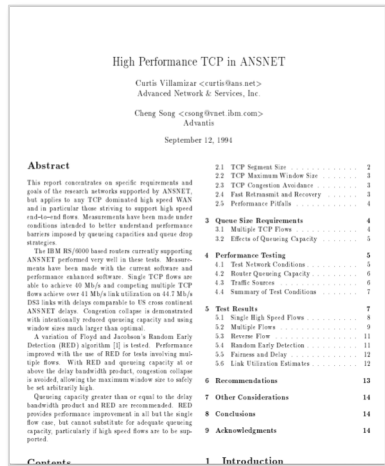 High Performance TCP in ANSNET
Curtis Villamizar <curtis@ans.net>
Advanced Network & Services, Inc.
Cheng Song <csong@vnet.ibm.com>
Advantis
September 12, 1994
Abstract
This report concentrates on specific requirements and
goals of the research networks supported by ANSNET,
but applies to any TCP dominated high speed WAN
and in particular those striving to support high speed
end-to-end flows. Measurements have been made under
conditions intended to better understand performance
barriers imposed by queueing capacities and queue drop
strategies.
The IBM RS/6000 based routers currently supporting
ANSNET performed very well in these tests. Measure-
ments have been made with the current software and
performance enhanced software. Single TCP flows are
able to achieve 40 Mb/s and competing multiple TCP
flows achieve over 41 Mb/s link utilization on 44.7 Mb/s
DS3 links with delays comparable to US cross continent
ANSNET delays. Congestion collapse is demonstrated
with intentionally reduced queueing capacity and using
window sizes much larger than optimal.
A variation of Floyd and Jacobson's Random Early
Detection (RED) algorithm [1] is tested. Performance
improved with the use of RED for tests involving mul-
tiple flows. With RED and queueing capacity at or
above the delay bandwidth product, congestion collapse
is avoided, allowing the maximum window size to safely
be set arbitrarily high.
Queueing capacity greater than or equal to the delay
bandwidth product and RED are recommended. RED
provides performance improvement in all but the single
flow case, but cannot substitute for adequate queueing
capacity, particularly if high speed flows are to be sup-
ported.
Contents
2.1 TCP Segment Size . . . . . . . . . . . . 2
2.2 TCP Maximum Window Size . . . 3
2.3 TCP Congestion Avoidance . . . . . 3
2.4 Fast Retransmit and Recovery . . . . 3
2.5 Performance Pitfalls . . . . . . . . . . 4
3 Queue Size Requirements 4
3.1 Multiple TCP Flows . . . . . . . . . . 4
3.2 Effects of Queueing Capacity . . . . . 5
4 Performance Testing 5
4.1 Test Network Conditions . . . . . . . . 5
4.2 Router Queueing Capacity . . . . . . . 6
4.3 Traffic Sources . . . . . . . . . . . . . 6
4.4 Summary of Test Conditions . . . . . 7
5 Test Results 7
5.1 Single High Speed Flows . . . . . . . . 8
5.2 Multiple Flows . . . . . . . . . . . . . 9
5.3 Reverse Flow . . . . . . . . . . . . . . 11
5.4 Random Early Detection . . . . . . . . 11
5.5 Fairness and Delay . . . . . . . . . . . 12
5.6 Link Utilization Estimates . . . . . . . 12
6 Recommendations 13
7 Other Considerations 14
8 Conclusions 14
9 Acknowledgments 14
1 Introduction